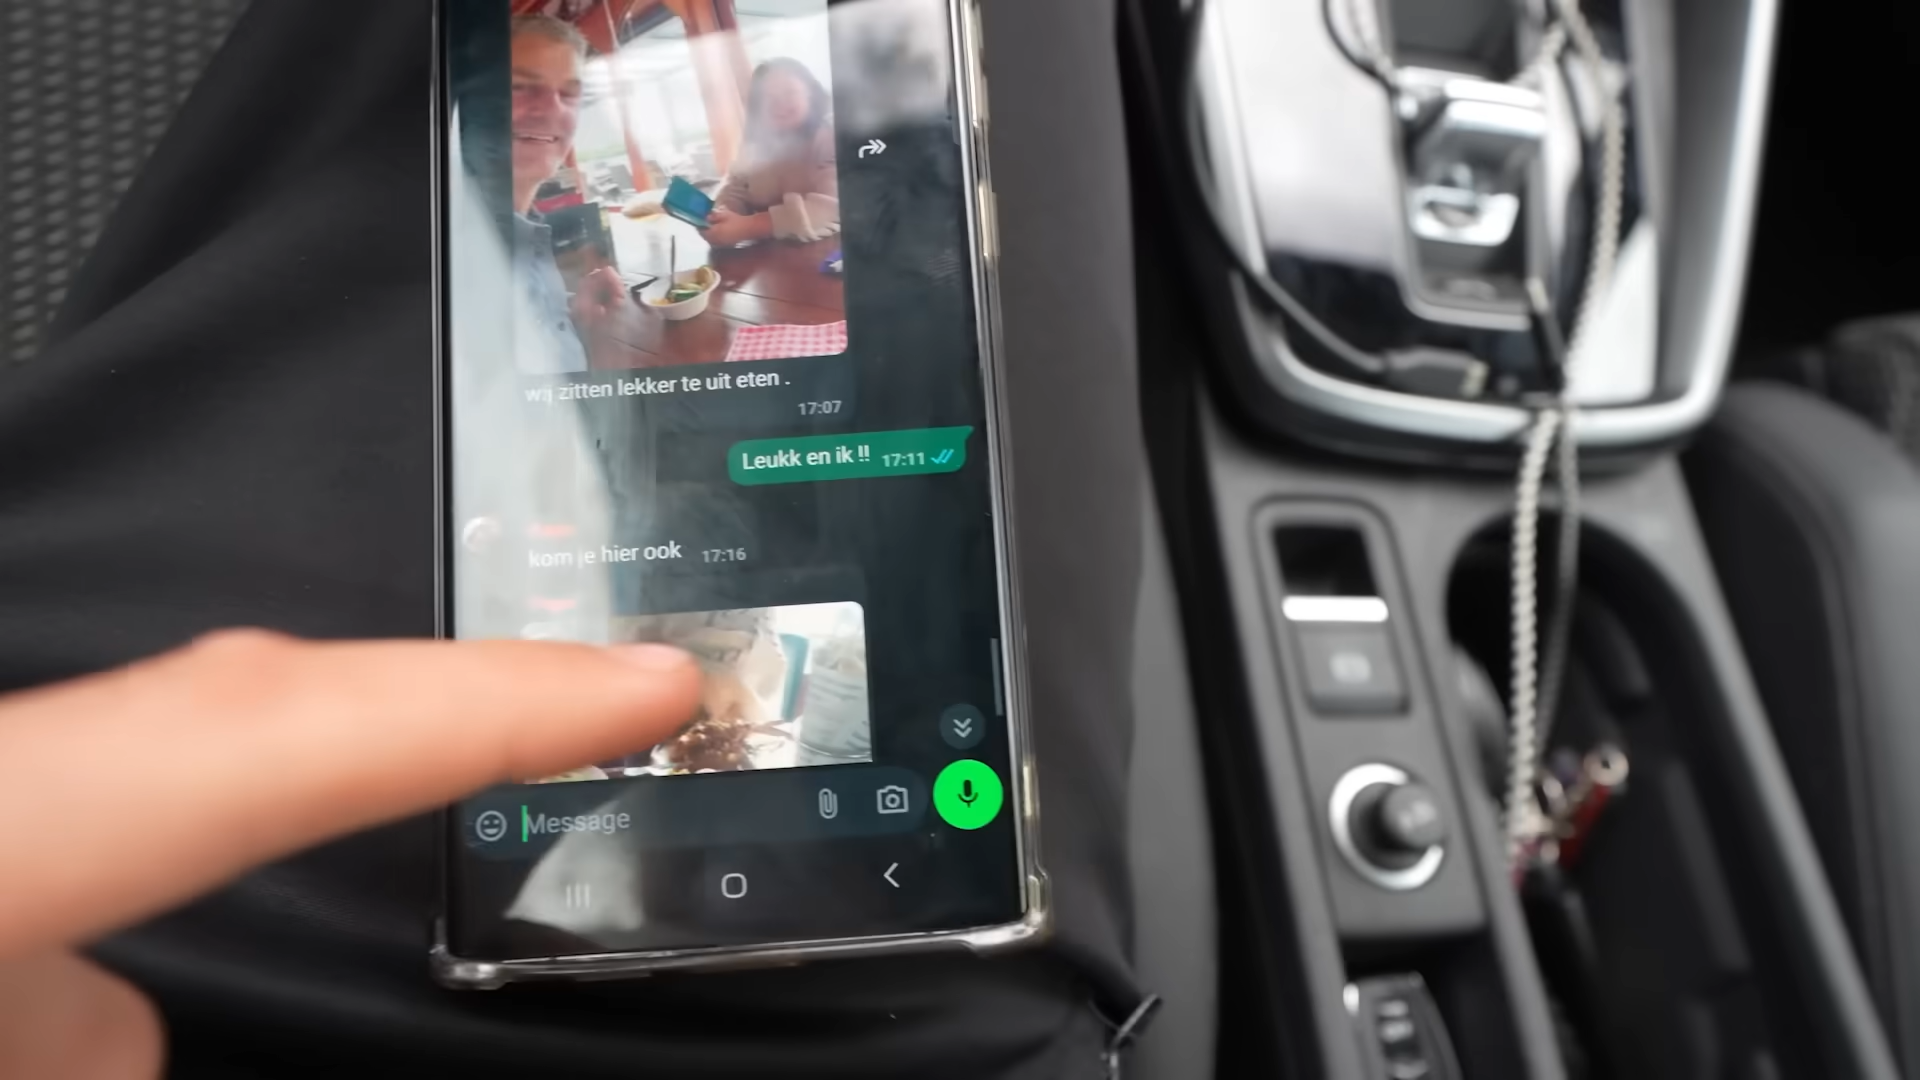 wij zitten lekker te uit eten .
17:07
Leukk en ik !! 17:11
kom je hier ook 17:16
Message